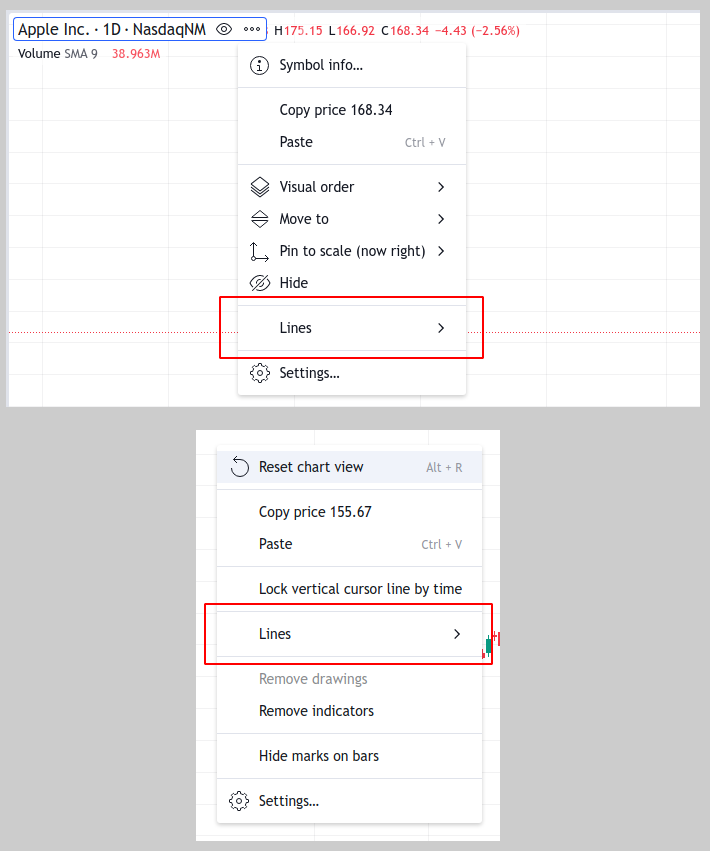 Apple Inc. · 1D · NasdaqNM H175.15 L166.92 C168.34 −4.43 (−2.56%)
Volume SMA 9 38.963M
Symbol info…
Copy price 168.34
Paste Ctrl + V
Visual order
Move to
Pin to scale (now right)
Hide
Lines
Settings…
Reset chart view Alt + R
Copy price 155.67
Paste Ctrl + V
Lock vertical cursor line by time
Lines
Remove drawings
Remove indicators
Hide marks on bars
Settings…